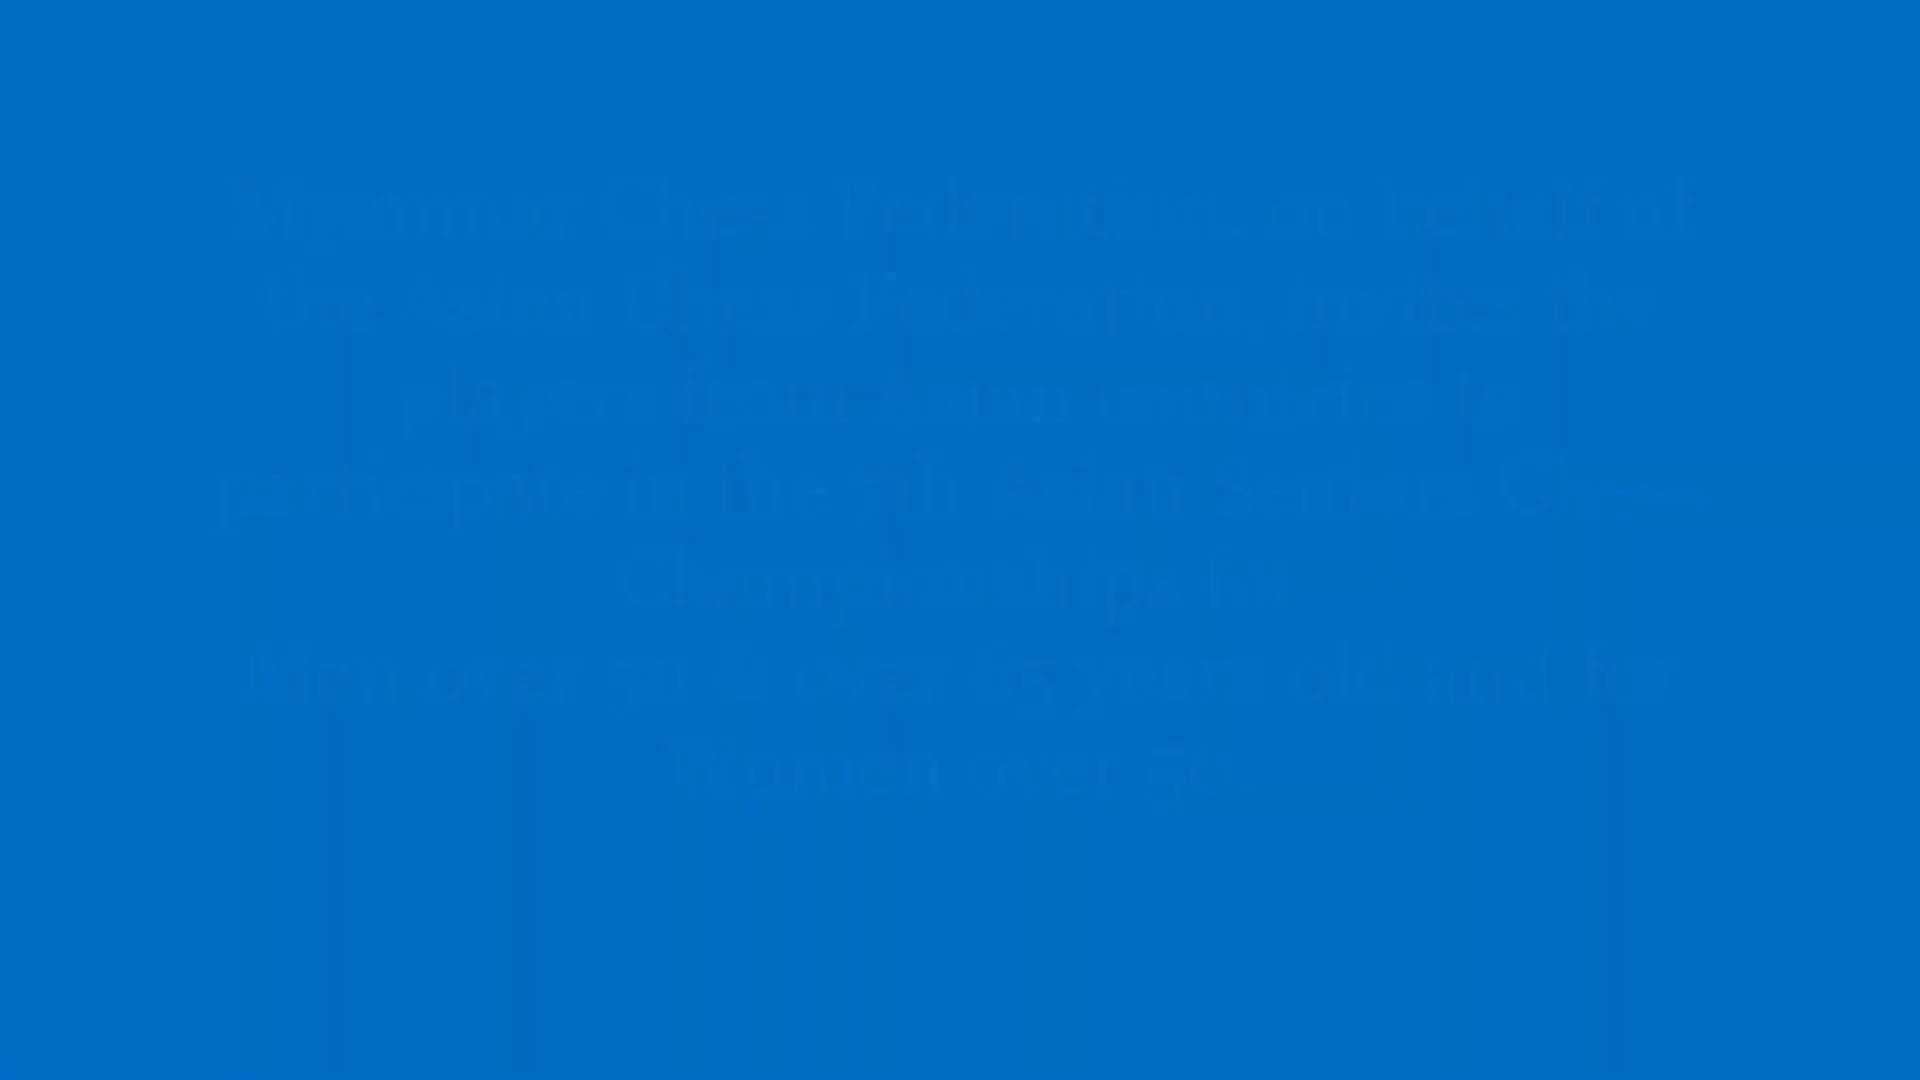 Myanmar Chess Federation, on behalf of
the Asian Chess Federation, invites the
players from Asian countries to
participate in the 7th Asian Seniors Chess
Championships for
Men over 50 & over 65 years old and for
Women over 50.